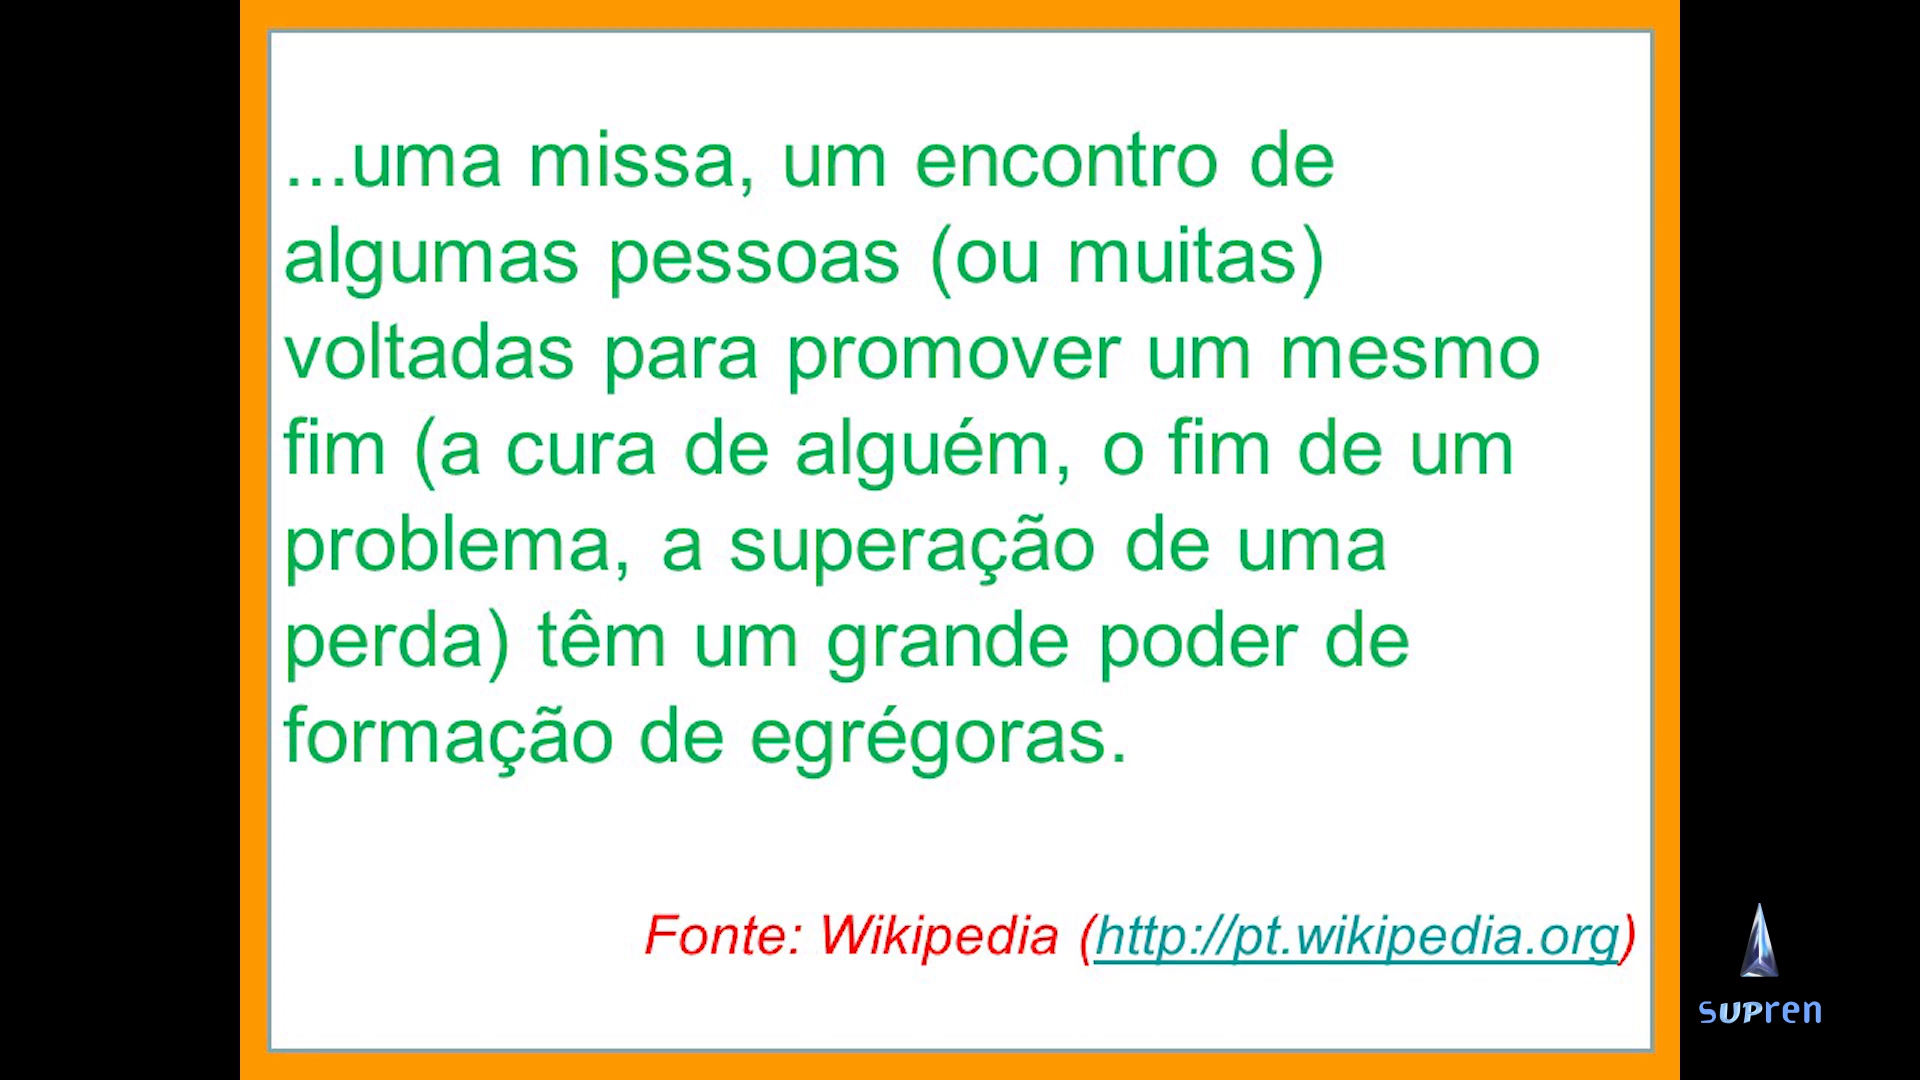 ...uma missa, um encontro de
algumas pessoas (ou muitas)
voltadas para promover um mesmo
fim (a cura de alguém, o fim de um
problema, a superação de uma
perda) têm um grande poder de
formação de egrégoras.
Fonte: Wikipedia (http://pt.wikipedia.org)
suPren